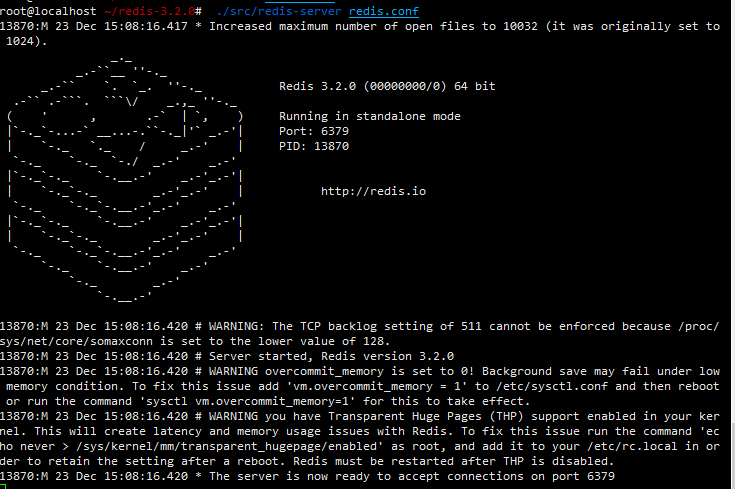 root@localhost ~/redis-3.2.0# ./src/redis-server redis.conf
13870:M 23 Dec 15:08:16.417 * Increased maximum number of open files to 10032 (it was originally set to
 1024).
Redis 3.2.0 (00000000/0) 64 bit
Running in standalone mode
Port: 6379
PID: 13870
http://redis.io
13870:M 23 Dec 15:08:16.420 # WARNING: The TCP backlog setting of 511 cannot be enforced because /proc/
sys/net/core/somaxconn is set to the lower value of 128.
13870:M 23 Dec 15:08:16.420 # Server started, Redis version 3.2.0
13870:M 23 Dec 15:08:16.420 # WARNING overcommit_memory is set to 0! Background save may fail under low
 memory condition. To fix this issue add 'vm.overcommit_memory = 1' to /etc/sysctl.conf and then reboot
 or run the command 'sysctl vm.overcommit_memory=1' for this to take effect.
13870:M 23 Dec 15:08:16.420 # WARNING you have Transparent Huge Pages (THP) support enabled in your ker
nel. This will create latency and memory usage issues with Redis. To fix this issue run the command 'ec
ho never > /sys/kernel/mm/transparent_hugepage/enabled' as root, and add it to your /etc/rc.local in or
der to retain the setting after a reboot. Redis must be restarted after THP is disabled.
13870:M 23 Dec 15:08:16.420 * The server is now ready to accept connections on port 6379